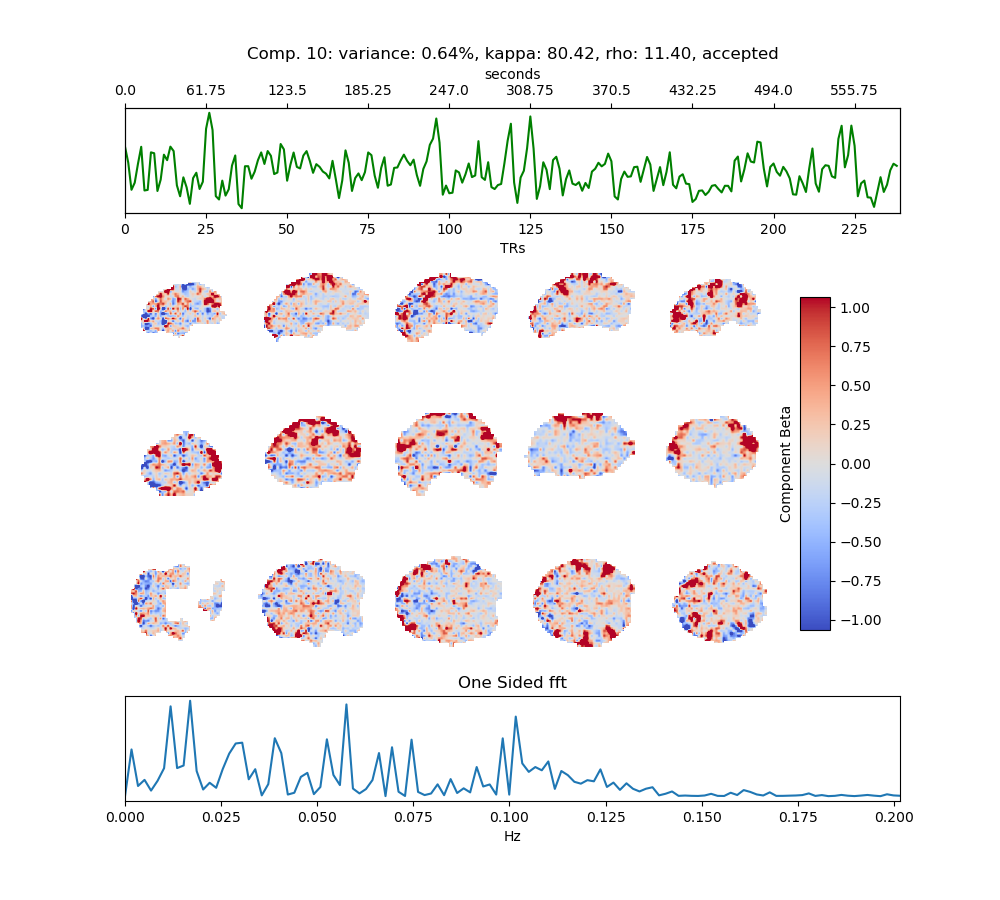 Comp. 10: variance: 0.64%, kappa: 80.42, rho: 11.40, accepted
seconds
0.0 61.75 123.5 185.25 247.0 308.75 370.5 432.25 494.0 555.75
0 25 50 75 100 125 150 175 200 225
TRs
1.00
0.75
0.50
0.25
0.00
−0.25
−0.50
−0.75
−1.00
Component Beta
One Sided fft
0.000 0.025 0.050 0.075 0.100 0.125 0.150 0.175 0.200
Hz